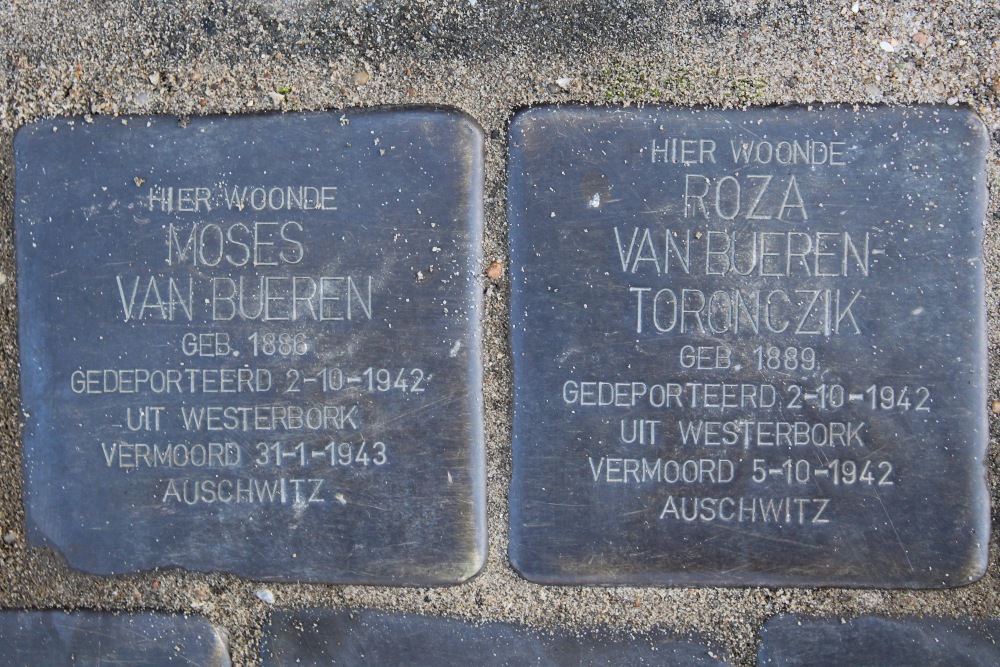 HIER WOONDE
MOSES
VAN BUEREN
GEB. 1886
GEDEPORTEERD 2-10-1942
UIT WESTERBORK
VERMOORD 31-1-1943
AUSCHWITZ
HIER WOONDE
ROZA
VAN BUEREN-
TORONCZIK
GEB. 1889
GEDEPORTEERD 2-10-1942
UIT WESTERBORK
VERMOORD 5-10-1942
AUSCHWITZ